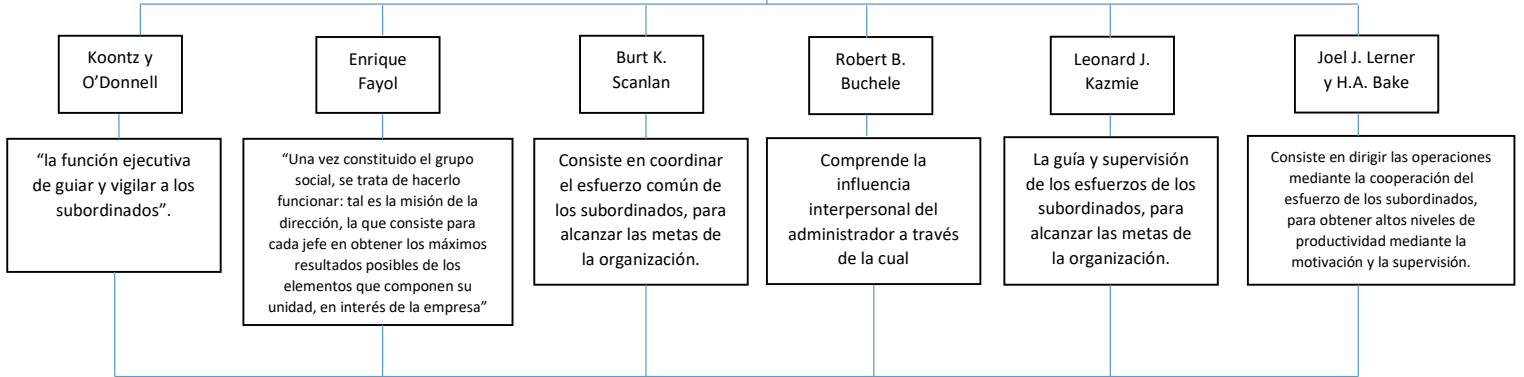 Koontz y
O’Donnell
Enrique
Fayol
Burt K.
Scanlan
Robert B.
Buchele
Leonard J.
Kazmie
Joel J. Lerner
y H.A. Bake
“la función ejecutiva
de guiar y vigilar a los
subordinados”.
“Una vez constituido el grupo
social, se trata de hacerlo
funcionar: tal es la misión de la
dirección, la que consiste para
cada jefe en obtener los máximos
resultados posibles de los
elementos que componen su
unidad, en interés de la empresa”
Consiste en coordinar
el esfuerzo común de
los subordinados, para
alcanzar las metas de
la organización.
Comprende la
influencia
interpersonal del
administrador a través
de la cual
La guía y supervisión
de los esfuerzos de los
subordinados, para
alcanzar las metas de
la organización.
Consiste en dirigir las operaciones
mediante la cooperación del
esfuerzo de los subordinados,
para obtener altos niveles de
productividad mediante la
motivación y la supervisión.